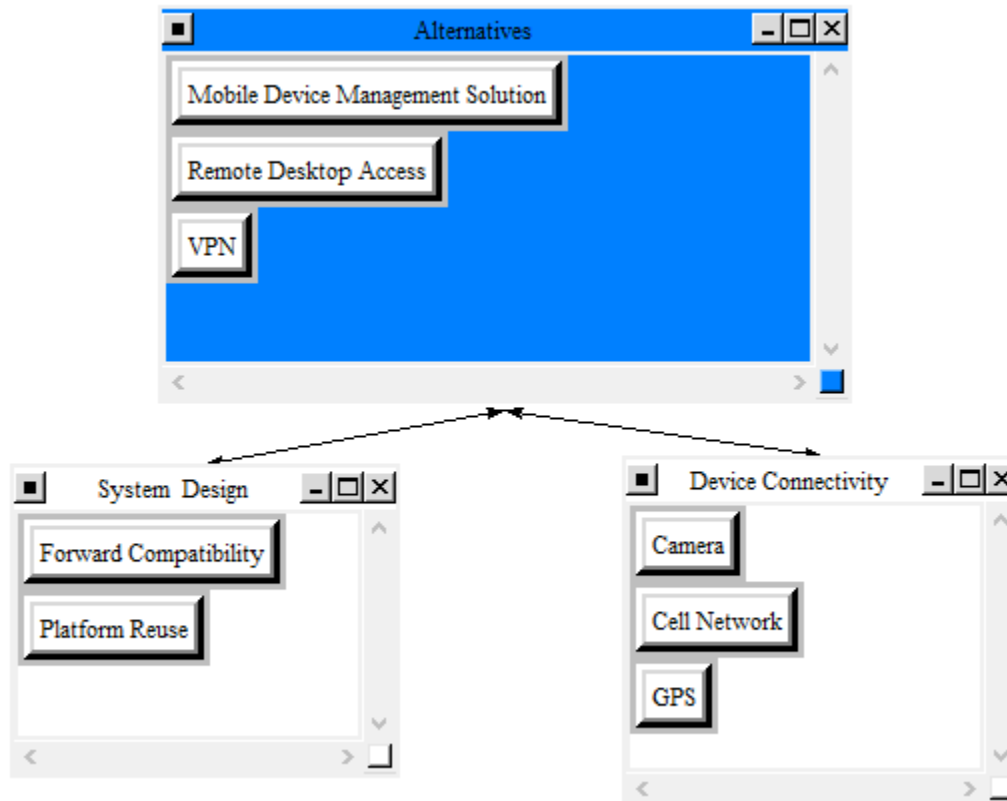 Alternatives
Mobile Device Management Solution
Remote Desktop Access
VPN
System Design
Forward Compatibility
Platform Reuse
Device Connectivity
Camera
Cell Network
GPS